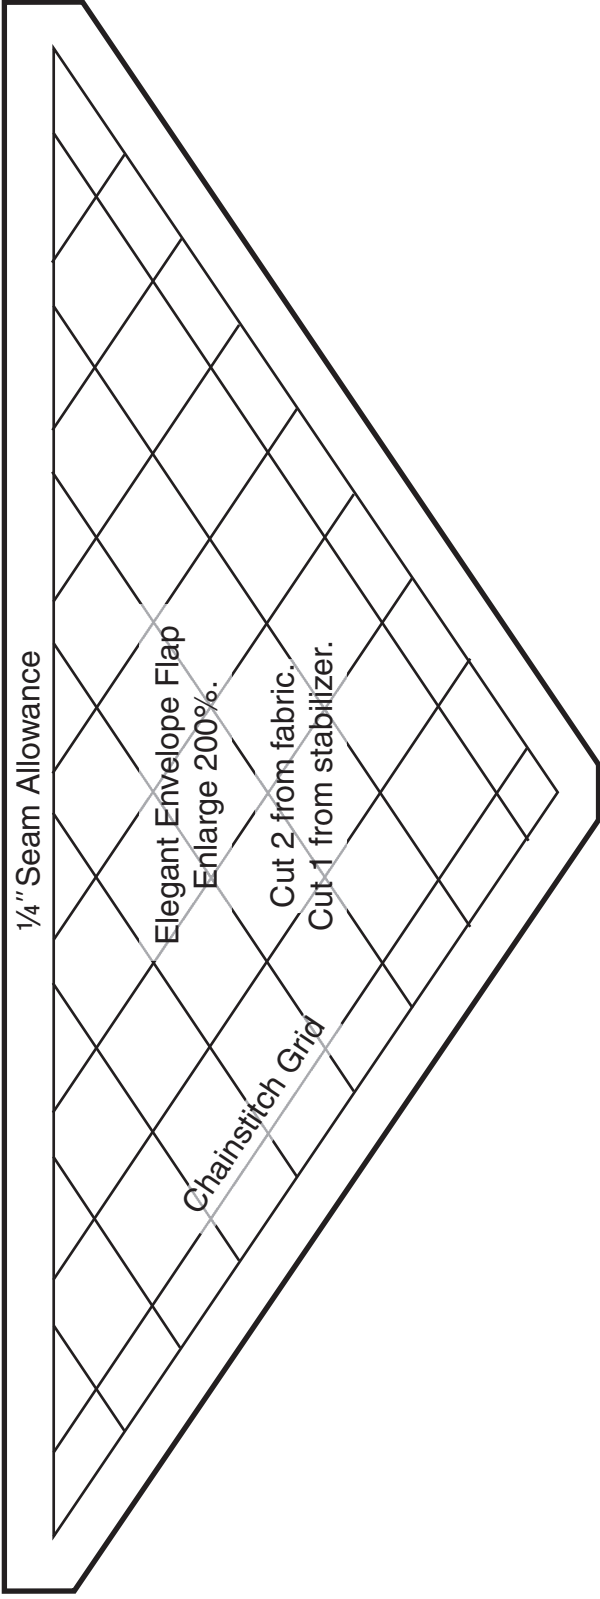 ¼″ Seam Allowance
Elegant Envelope Flap
Enlarge 200%.
Cut 2 from fabric.
Cut 1 from stabilizer.
Chainstitch Grid